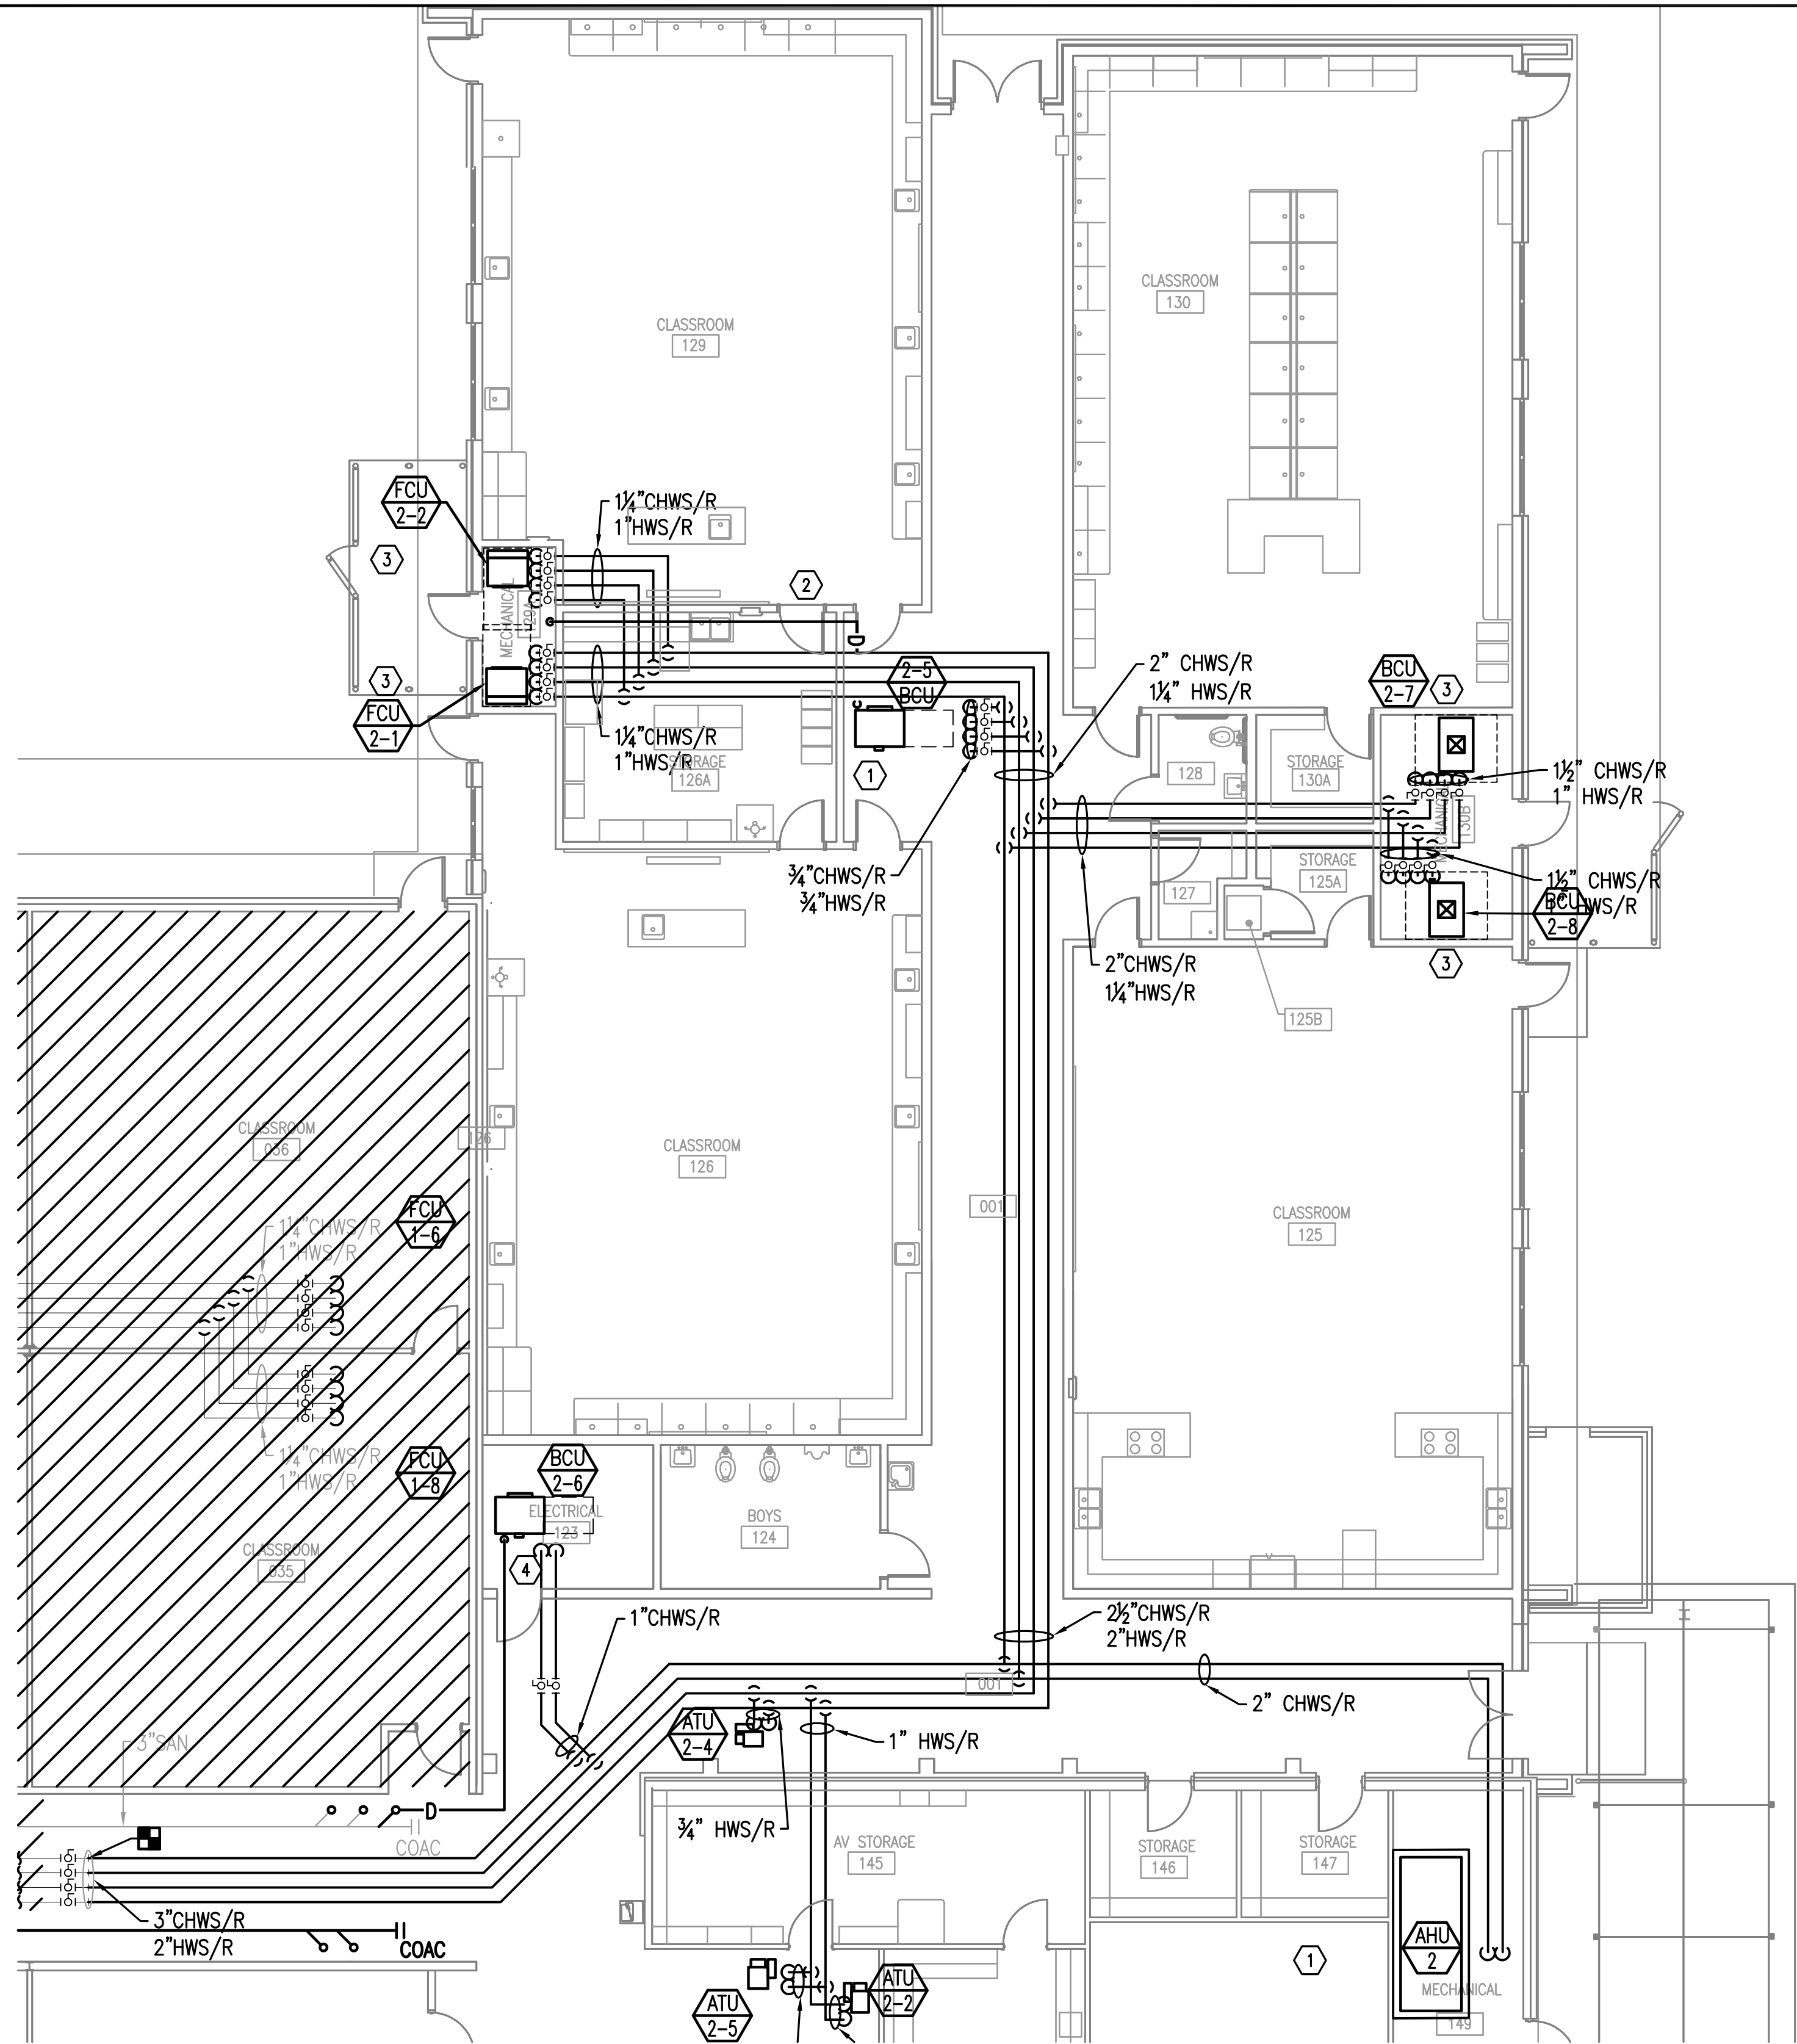 CLASSROOM
130
CLASSROOM
129
FCU
2-2
1¼"CHWS/R
1"HWS/R
3
2
MECHANICAL
129A
3
FCU
2-1
1¼"CHWS/R
1"HWS/R
STORAGE
126A
2-5
BCU
1
2" CHWS/R
1¼" HWS/R
BCU
2-7
3
128
STORAGE
130A
1½" CHWS/R
1" HWS/R
MECHANICAL
130B
¾"CHWS/R
¾"HWS/R
127
STORAGE
125A
1½" CHWS/R
1" HWS/R
BCU
2-8
3
2"CHWS/R
1¼"HWS/R
125B
CLASSROOM
036
126
CLASSROOM
126
001
CLASSROOM
125
FCU
1-6
1¼"CHWS/R
1"HWS/R
1¼"CHWS/R
1"HWS/R
FCU
1-8
CLASSROOM
035
BCU
2-6
ELECTRICAL
123
4
BOYS
124
1"CHWS/R
2½"CHWS/R
2"HWS/R
001
2" CHWS/R
ATU
2-4
1" HWS/R
3"SAN
D
COAC
¾" HWS/R
AV STORAGE
145
STORAGE
146
STORAGE
147
3"CHWS/R
2"HWS/R
COAC
1
AHU
2
MECHANICAL
149
ATU
2-5
ATU
2-2